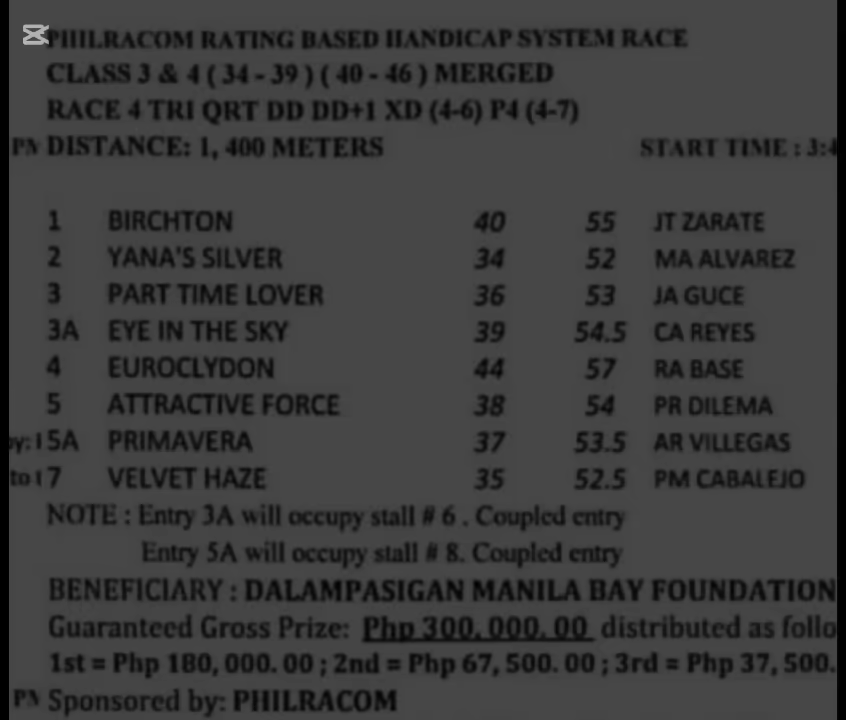 PHILRACOM RATING BASED HANDICAP SYSTEM RACE
CLASS 3 & 4 ( 34 - 39 ) ( 40 - 46 ) MERGED
RACE 4 TRI QRT DD DD+1 XD (4-6) P4 (4-7)
PM DISTANCE: 1, 400 METERS START TIME : 3:4
1 BIRCHTON 40 55 JT ZARATE
2 YANA'S SILVER 34 52 MA ALVAREZ
3 PART TIME LOVER 36 53 JA GUCE
3A EYE IN THE SKY 39 54.5 CA REYES
4 EUROCLYDON 44 57 RA BASE
5 ATTRACTIVE FORCE 38 54 PR DILEMA
by: 5A PRIMAVERA 37 53.5 AR VILLEGAS
to 7 VELVET HAZE 35 52.5 PM CABALEJO
NOTE : Entry 3A will occupy stall # 6 . Coupled entry
Entry 5A will occupy stall # 8. Coupled entry
BENEFICIARY : DALAMPASIGAN MANILA BAY FOUNDATION
Guaranteed Gross Prize: Php 300, 000. 00 distributed as follo
1st = Php 180, 000. 00 ; 2nd = Php 67, 500. 00 ; 3rd = Php 37, 500.
PM Sponsored by: PHILRACOM